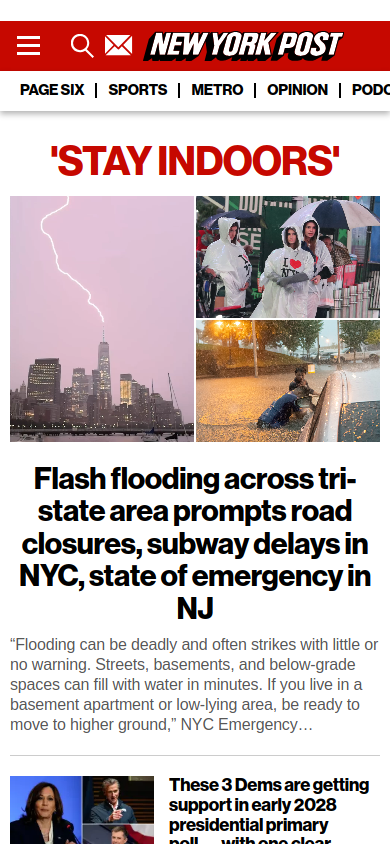 NEW YORK POST
PAGE SIX
SPORTS
METRO
OPINION
PODC
'STAY INDOORS'
I
NY
Flash flooding across tri-
state area prompts road
closures, subway delays in
NYC, state of emergency in
NJ
“Flooding can be deadly and often strikes with little or
no warning. Streets, basements, and below-grade
spaces can fill with water in minutes. If you live in a
basement apartment or low-lying area, be ready to
move to higher ground,” NYC Emergency…
These 3 Dems are getting
support in early 2028
presidential primary
poll — with one clear